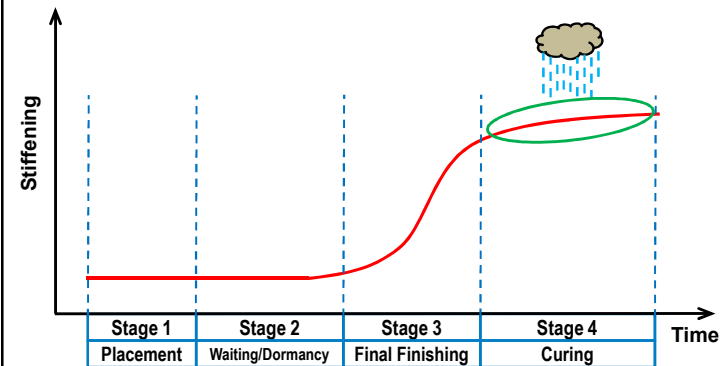 Stiffening
Stage 1 Stage 2 Stage 3 Stage 4 Time
Placement Waiting/Dormancy Final Finishing Curing